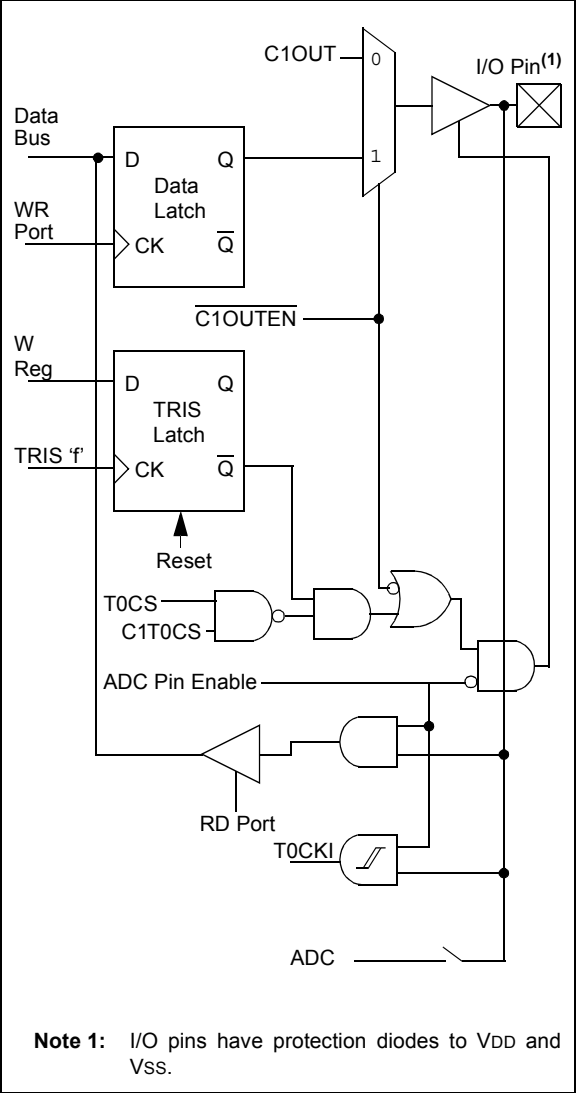 C1OUT
0
I/O Pin(1)
Data
Bus
D
Q
1
Data
Latch
WR
Port
CK
Q̅
C̅1̅O̅U̅T̅E̅N̅
W
Reg
D
Q
TRIS
Latch
TRIS ‘f’
CK
Q̅
Reset
T0CS
C1T0CS
ADC Pin Enable
RD Port
T0CKI
ADC
Note 1: I/O pins have protection diodes to VDD and
VSS.